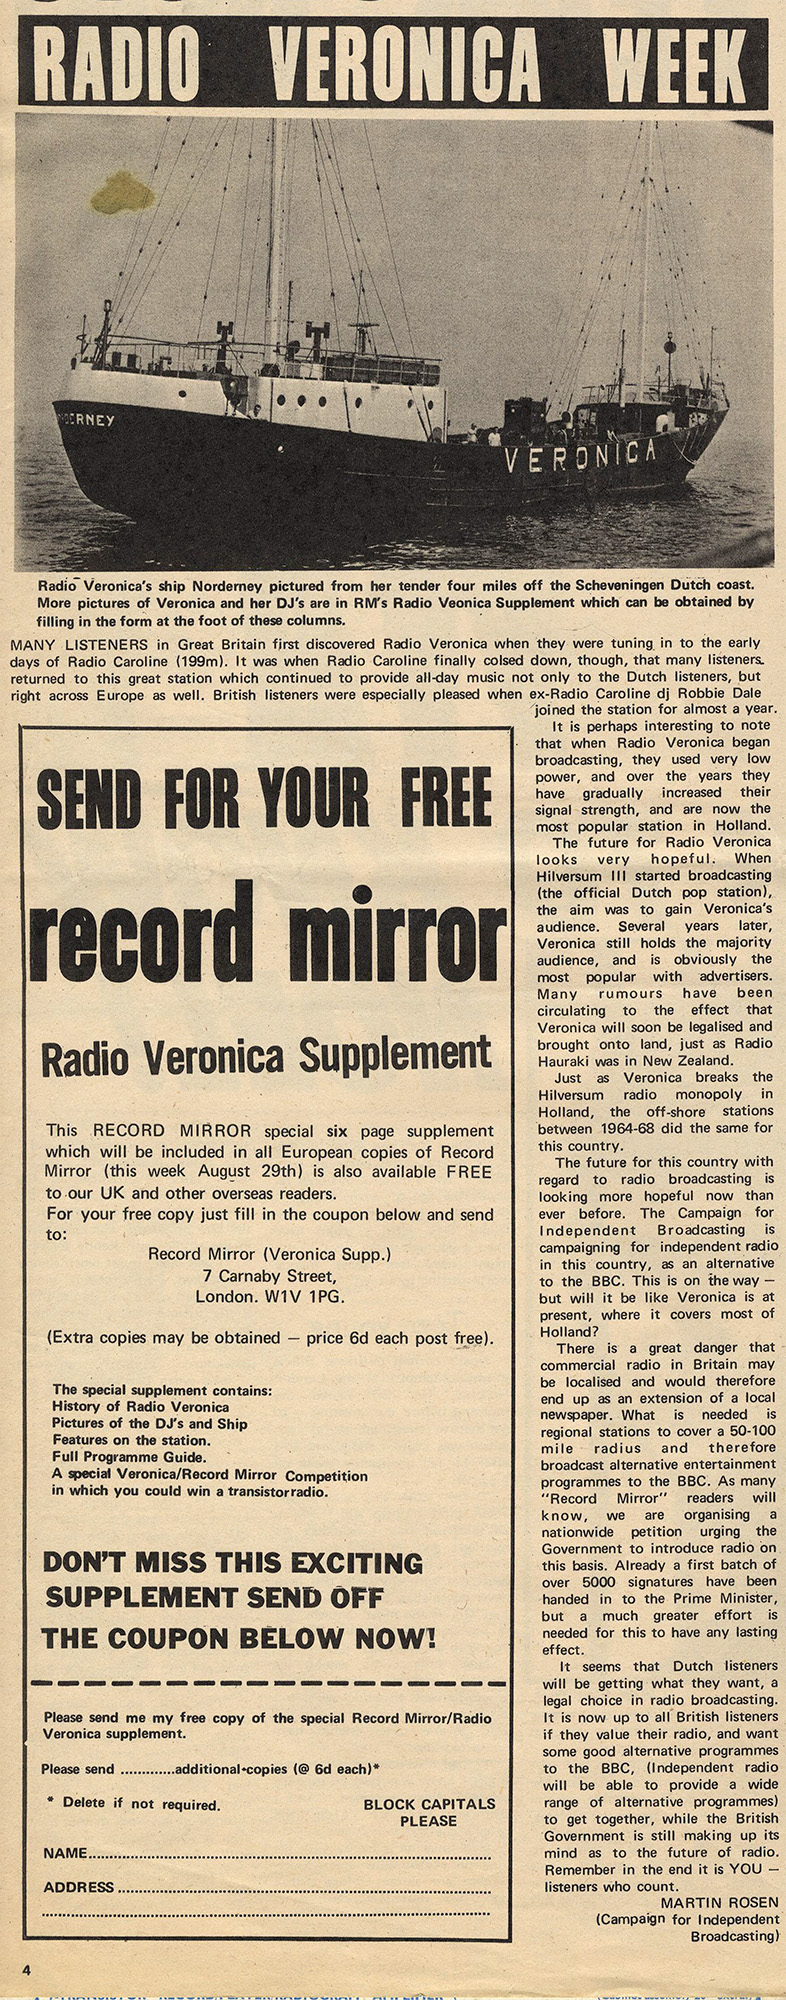 RADIO VERONICA WEEK
RNEY
VERONICA
Radio Veronica's ship Norderney pictured from her tender four miles off the Scheveningen Dutch coast.
More pictures of Veronica and her DJ's are in RM's Radio Veonica Supplement which can be obtained by
filling in the form at the foot of these columns.
MANY LISTENERS in Great Britain first discovered Radio Veronica when they were tuning in to the early
days of Radio Caroline (199m). It was when Radio Caroline finally colsed down, though, that many listeners
returned to this great station which continued to provide all-day music not only to the Dutch listeners, but
right across Europe as well. British listeners were especially pleased when ex-Radio Caroline dj Robbie Dale
joined the station for almost a year.
It is perhaps interesting to note
that when Radio Veronica began
broadcasting, they used very low
power, and over the years they
have gradually increased their
signal strength, and are now the
most popular station in Holland.
The future for Radio Veronica
looks very hopeful. When
Hilversum III started broadcasting
(the official Dutch pop station),
the aim was to gain Veronica's
audience. Several years later,
Veronica still holds the majority
audience, and is obviously the
most popular with advertisers.
Many rumours have been
circulating to the effect that
Veronica will soon be legalised and
brought onto land, just as Radio
Hauraki was in New Zealand.
Just as Veronica breaks the
Hilversum radio monopoly in
Holland, the off-shore stations
between 1964-68 did the same for
this country.
The future for this country with
regard to radio broadcasting is
looking more hopeful now than
ever before. The Campaign for
Independent Broadcasting is
campaigning for independent radio
in this country, as an alternative
to the BBC. This is on the way —
but will it be like Veronica is at
present, where it covers most of
Holland?
There is a great danger that
commercial radio in Britain may
be localised and would therefore
end up as an extension of a local
newspaper. What is needed is
regional stations to cover a 50-100
mile radius and therefore
broadcast alternative entertainment
programmes to the BBC. As many
"Record Mirror" readers will
know, we are organising a
nationwide petition urging the
Government to introduce radio on
this basis. Already a first batch of
over 5000 signatures have been
handed in to the Prime Minister,
but a much greater effort is
needed for this to have any lasting
effect.
It seems that Dutch listeners
will be getting what they want, a
legal choice in radio broadcasting.
It is now up to all British listeners
if they value their radio, and want
some good alternative programmes
to the BBC, (Independent radio
will be able to provide a wide
range of alternative programmes)
to get together, while the British
Government is still making up its
mind as to the future of radio.
Remember in the end it is YOU —
listeners who count.
MARTIN ROSEN
(Campaign for Independent
Broadcasting)
SEND FOR YOUR FREE
record mirror
Radio Veronica Supplement
This RECORD MIRROR special six page supplement
which will be included in all European copies of Record
Mirror (this week August 29th) is also available FREE
to our UK and other overseas readers.
For your free copy just fill in the coupon below and send
to:
Record Mirror (Veronica Supp.)
7 Carnaby Street,
London. W1V 1PG.
(Extra copies may be obtained — price 6d each post free).
The special supplement contains:
History of Radio Veronica
Pictures of the DJ's and Ship
Features on the station.
Full Programme Guide.
A special Veronica/Record Mirror Competition
in which you could win a transistor radio.
DON'T MISS THIS EXCITING
SUPPLEMENT SEND OFF
THE COUPON BELOW NOW!
Please send me my free copy of the special Record Mirror/Radio
Veronica supplement.
Please send .............additional copies (@ 6d each)*
* Delete if not required.
BLOCK CAPITALS
PLEASE
NAME
ADDRESS
4